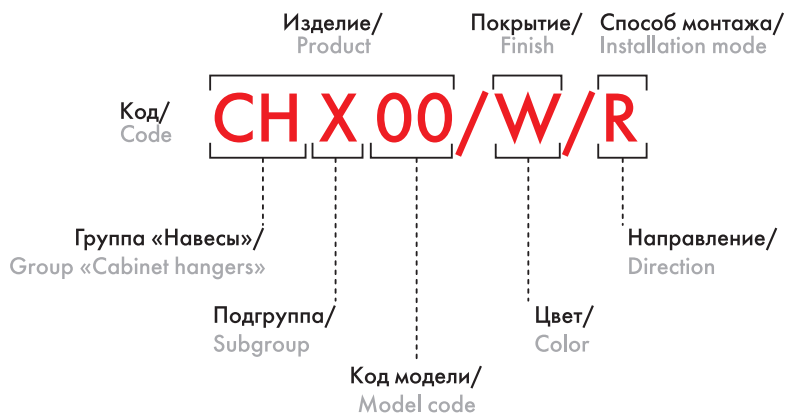 Изделие/
Product
Покрытие/
Finish
Способ монтажа/
Installation mode
Код/
Code
CH X 00/W/R
Группа «Навесы»/
Group «Cabinet hangers»
Направление/
Direction
Подгруппа/
Subgroup
Цвет/
Color
Код модели/
Model code